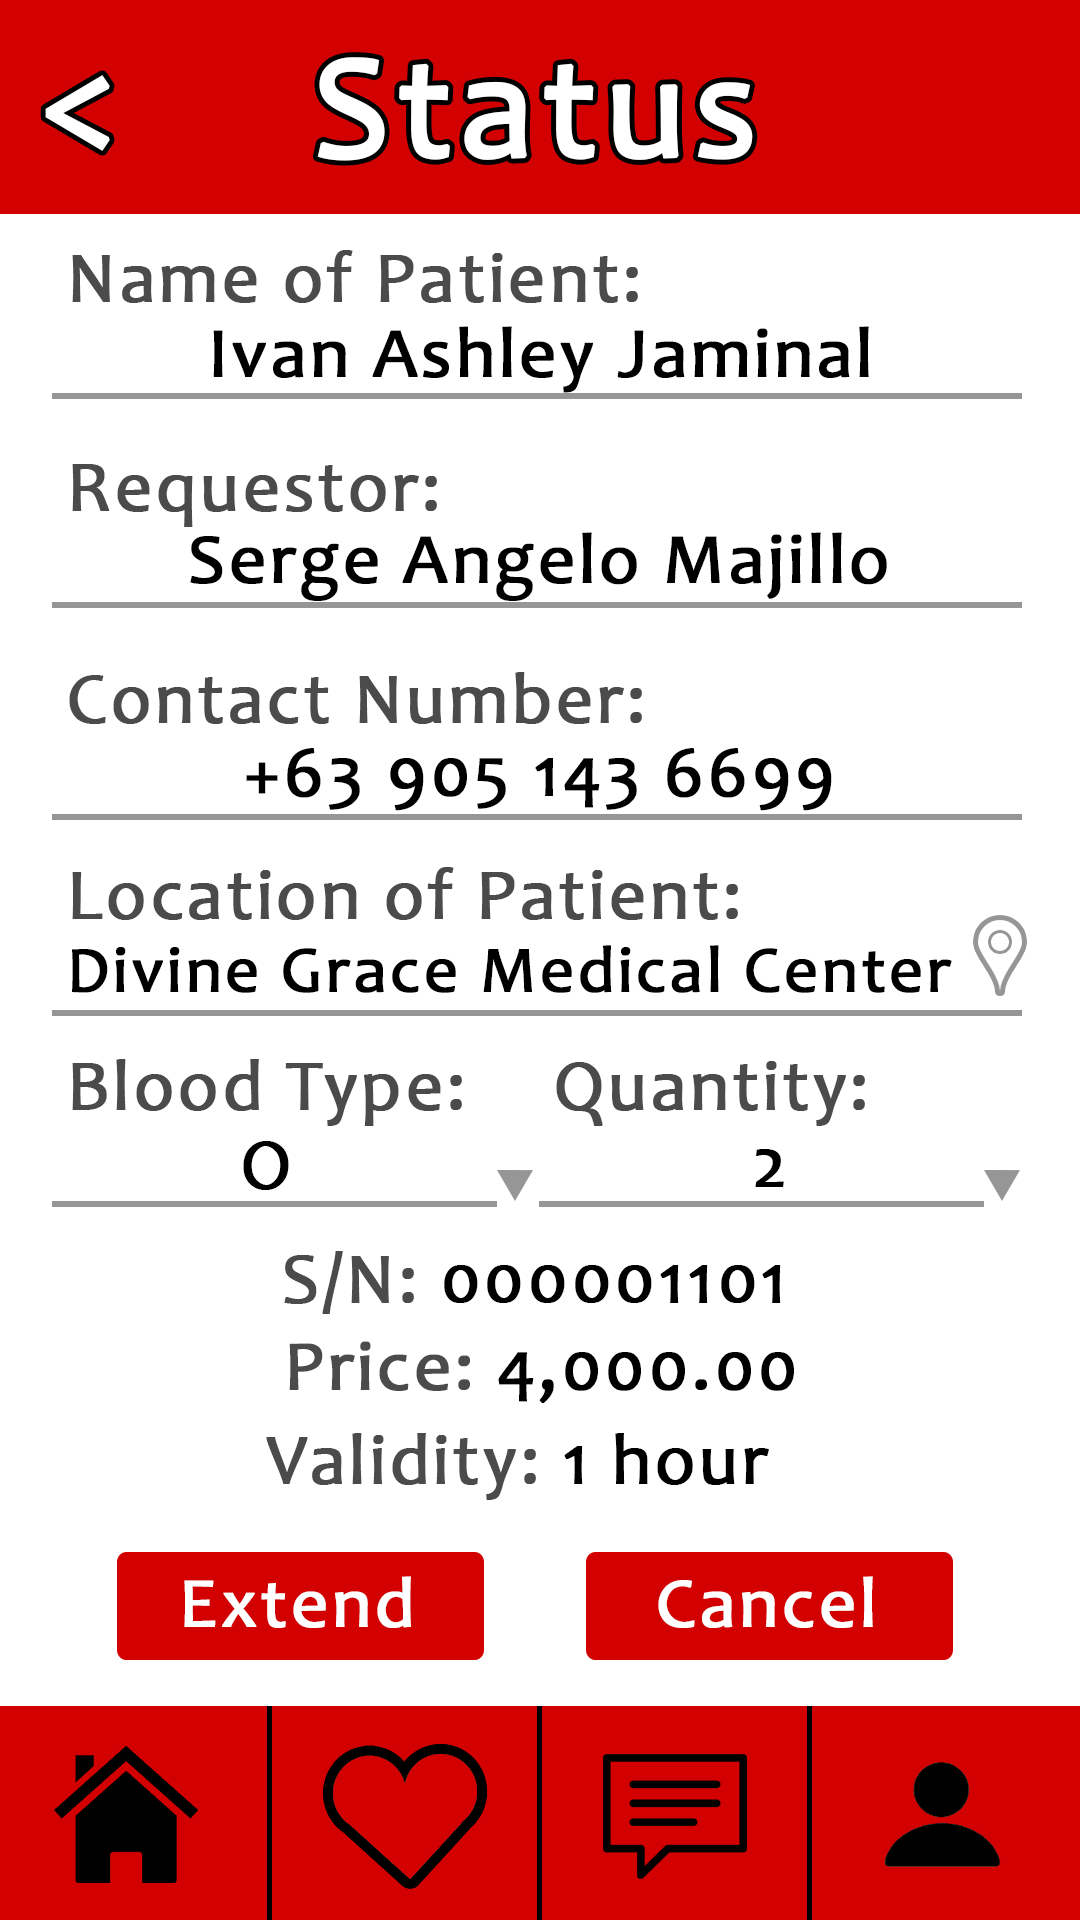 < Status
Name of Patient:
Ivan Ashley Jaminal
Requestor:
Serge Angelo Majillo
Contact Number:
+63 905 143 6699
Location of Patient:
Divine Grace Medical Center
Blood Type: Quantity:
O 2
S/N: 000001101
Price: 4,000.00
Validity: 1 hour
Extend Cancel